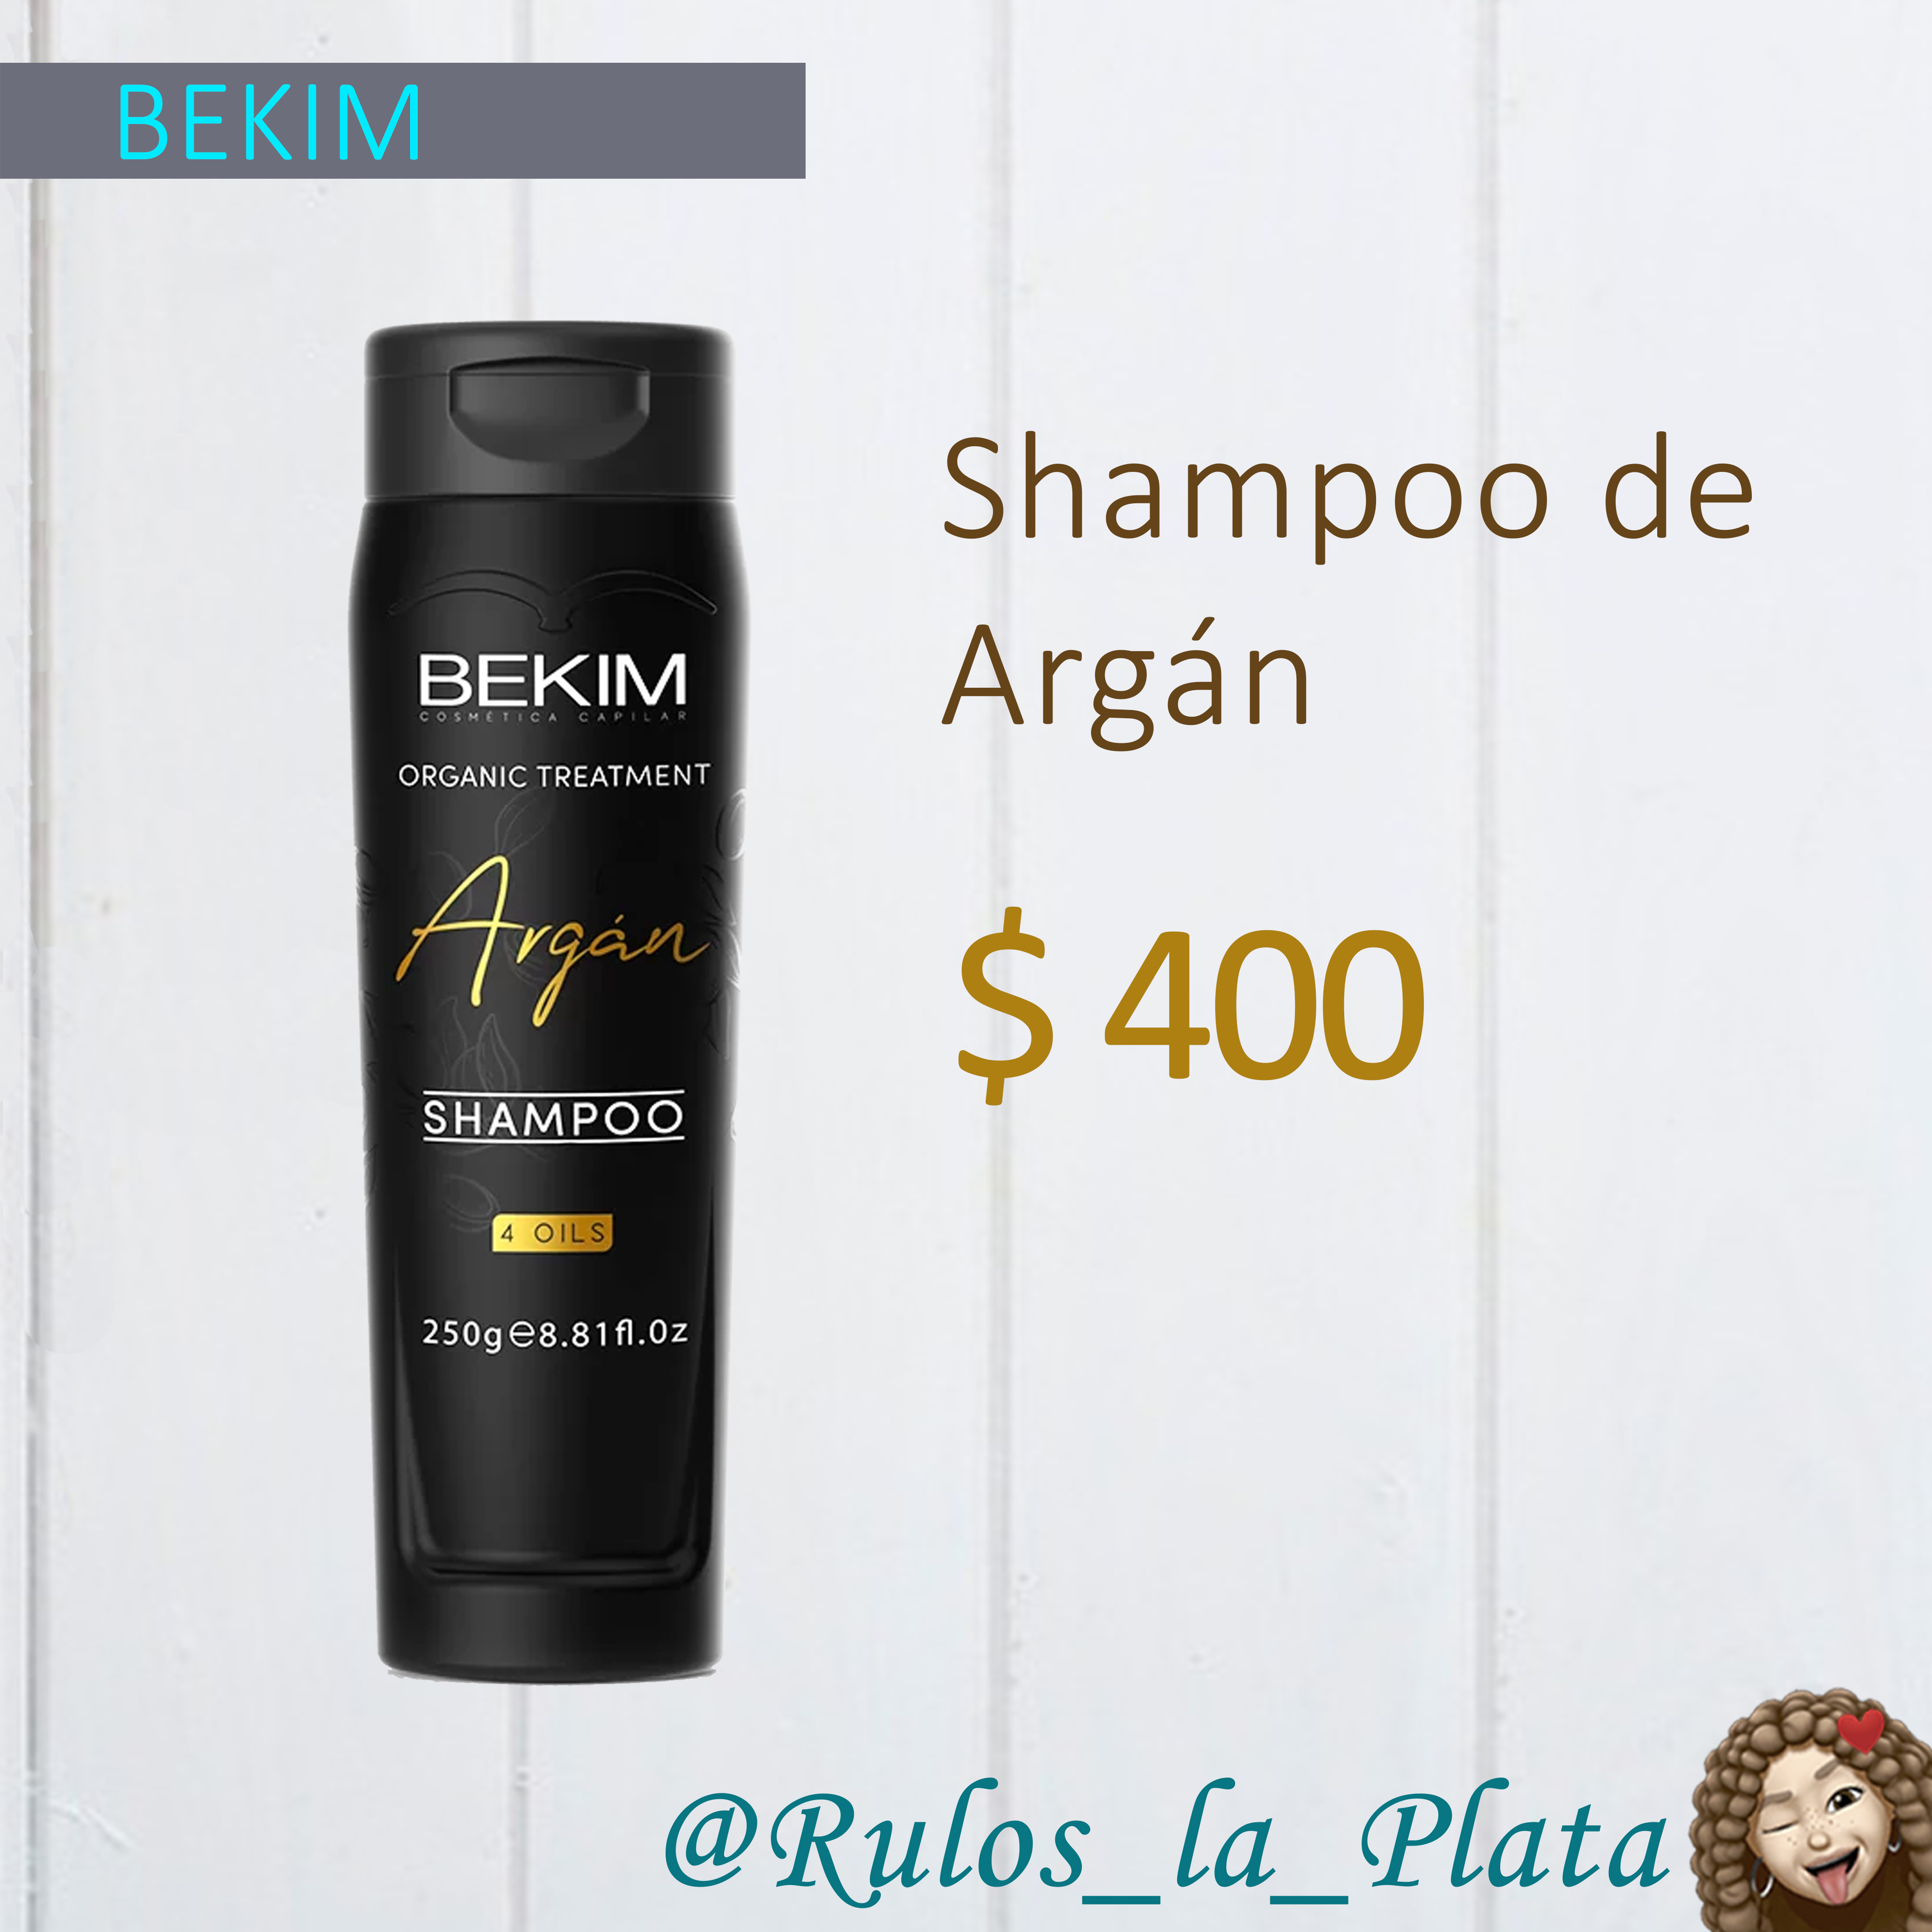 BEKIM
BEKIM
COSMÉTICA CAPILAR
ORGANIC TREATMENT
Argán
SHAMPOO
4 OILS
250g℮8.81fl.Oz
Shampoo de
Argán
$ 400
@Rulos_la_Plata